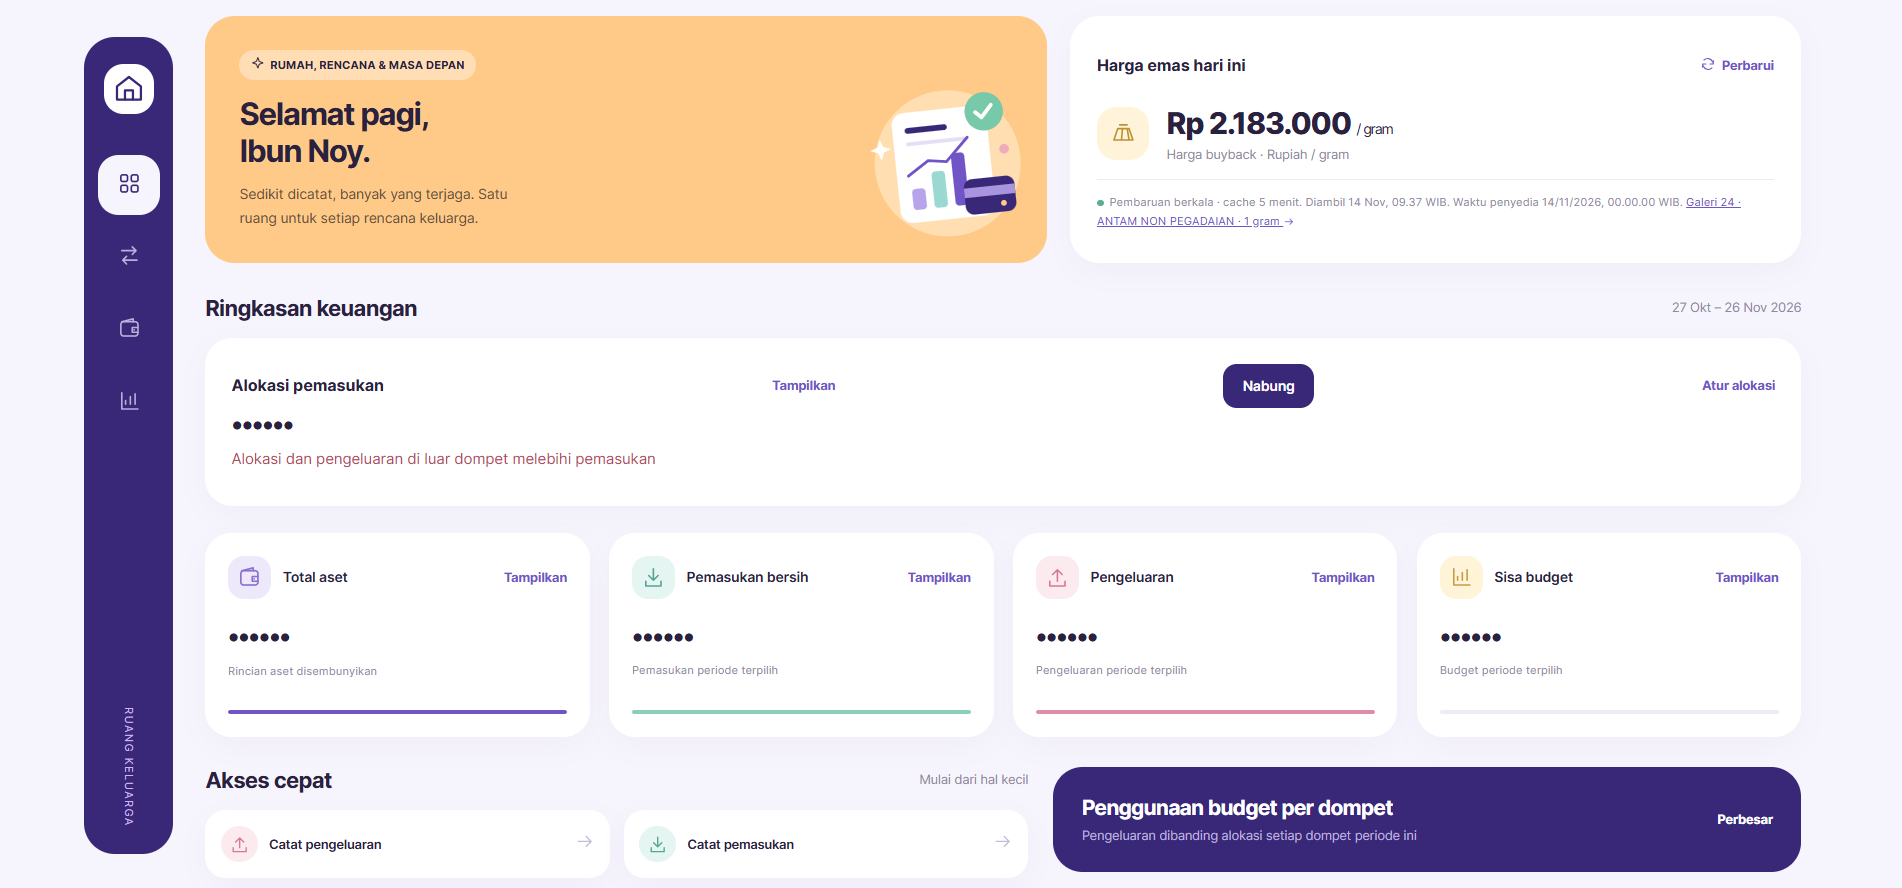 RUMAH, RENCANA & MASA DEPAN
Selamat pagi,
Ibun Noy.
Sedikit dicatat, banyak yang terjaga. Satu
ruang untuk setiap rencana keluarga.
Harga emas hari ini
Perbarui
Rp 2.183.000 / gram
Harga buyback · Rupiah / gram
Pembaruan berkala · cache 5 menit. Diambil 14 Nov, 09.37 WIB. Waktu penyedia 14/11/2026, 00.00.00 WIB. Galeri 24 ·
ANTAM NON PEGADAIAN · 1 gram →
Ringkasan keuangan
27 Okt – 26 Nov 2026
Alokasi pemasukan
Tampilkan
Nabung
Atur alokasi
••••••
Alokasi dan pengeluaran di luar dompet melebihi pemasukan
Total aset
Tampilkan
••••••
Rincian aset disembunyikan
Pemasukan bersih
Tampilkan
••••••
Pemasukan periode terpilih
Pengeluaran
Tampilkan
••••••
Pengeluaran periode terpilih
Sisa budget
Tampilkan
••••••
Budget periode terpilih
RUANG KELUARGA
Akses cepat
Mulai dari hal kecil
Catat pengeluaran
Catat pemasukan
Penggunaan budget per dompet
Pengeluaran dibanding alokasi setiap dompet periode ini
Perbesar